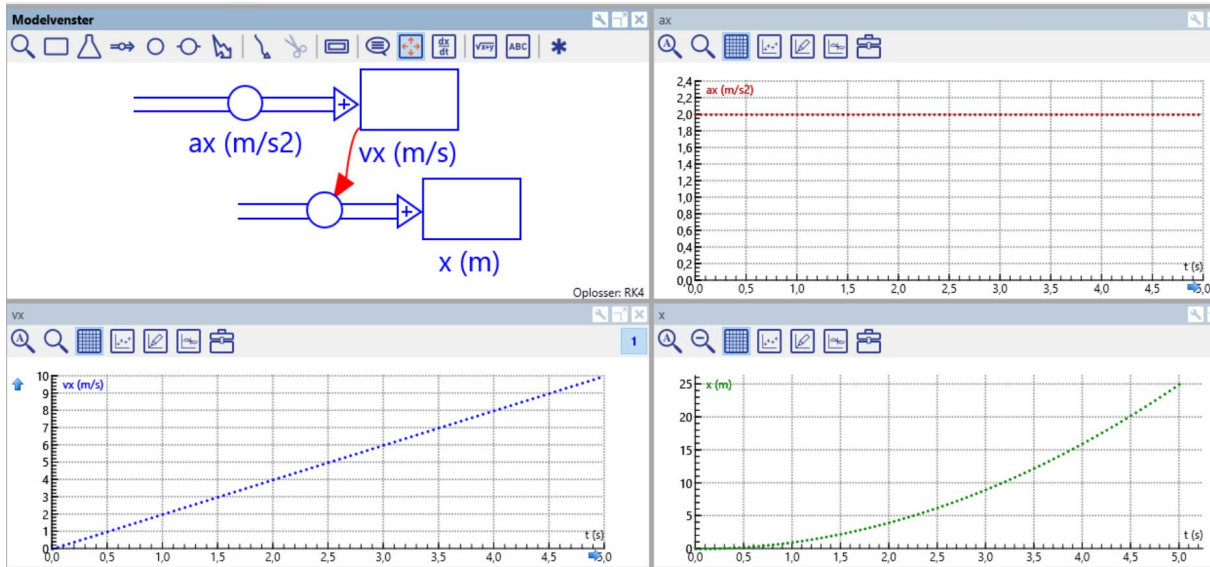 Modelvenster
dx
dt
√x+y
ABC
ax (m/s2)
vx (m/s)
x (m)
Oplosser: RK4
ax
2,4
ax (m/s2)
2,2
2,0
1,8
1,6
1,4
1,2
1,0
0,8
0,6
0,4
0,2
t (s)
0,0
0,0 0,5 1,0 1,5 2,0 2,5 3,0 3,5 4,0 4,5 5,0
vx
1
10
vx (m/s)
9
8
7
6
5
4
3
2
1
t (s)
0
0,0 0,5 1,0 1,5 2,0 2,5 3,0 3,5 4,0 4,5 5,0
x
25
x (m)
20
15
10
5
t (s)
0
0,0 0,5 1,0 1,5 2,0 2,5 3,0 3,5 4,0 4,5 5,0